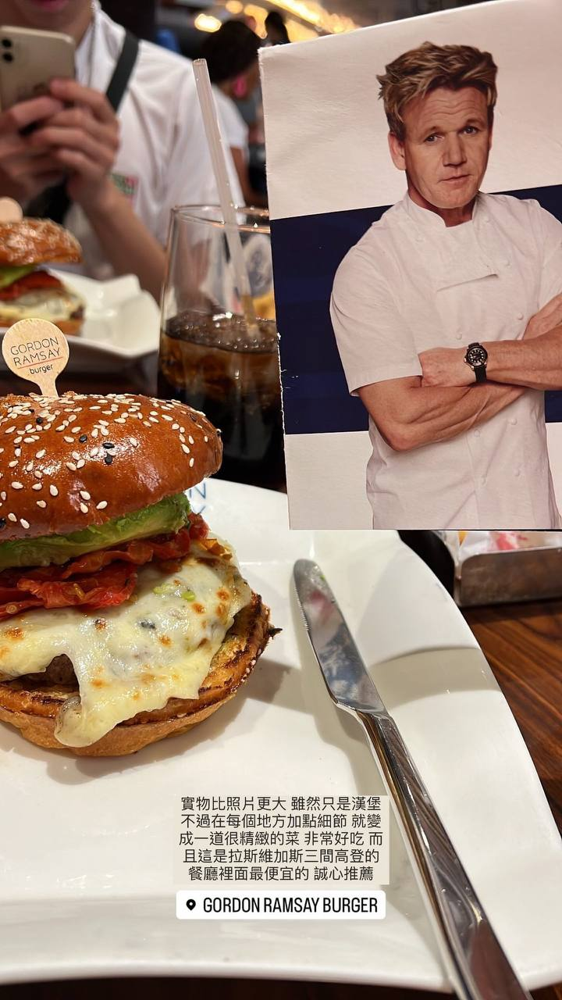 GORDON
RAMSAY
burger
實物比照片更大 雖然只是漢堡
不過在每個地方加點細節 就變
成一道很精緻的菜 非常好吃 而
且這是拉斯維加斯三間高登的
餐廳裡面最便宜的 誠心推薦
GORDON RAMSAY BURGER